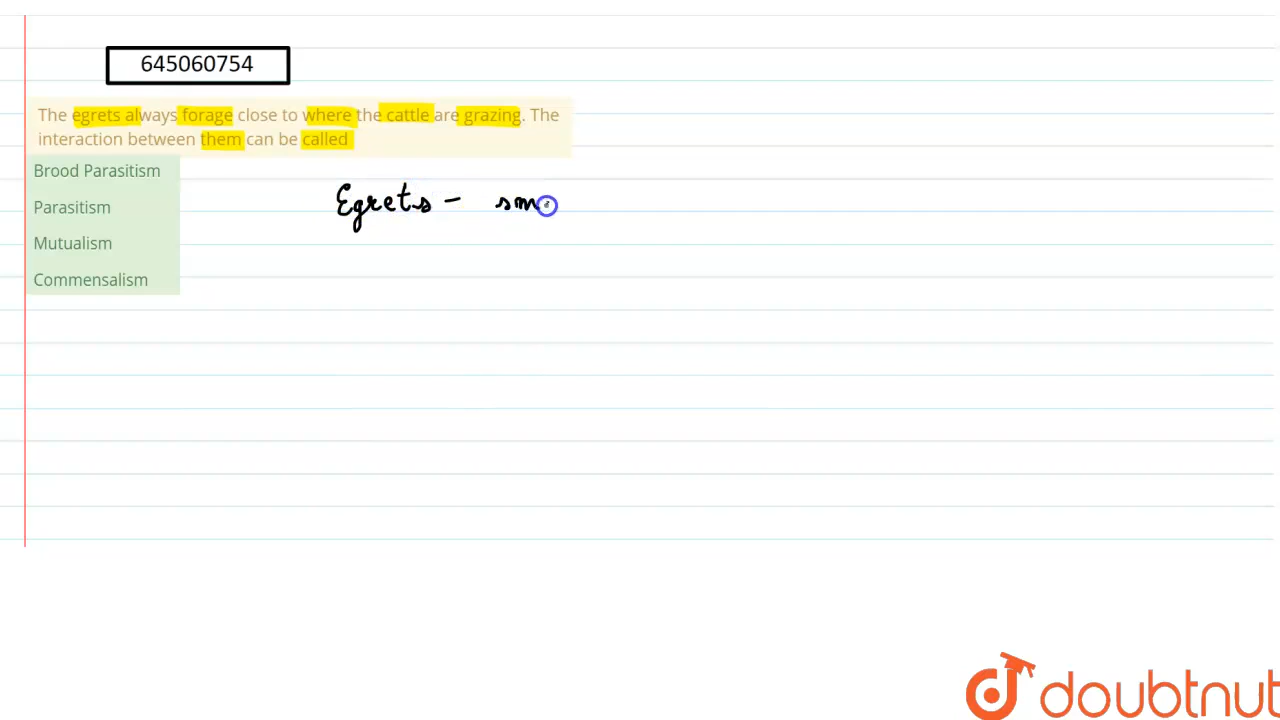 645060754
The egrets always forage close to where the cattle are grazing. The
interaction between them can be called
Brood Parasitism
Parasitism
Mutualism
Commensalism
Egrets - sm
doubtnut